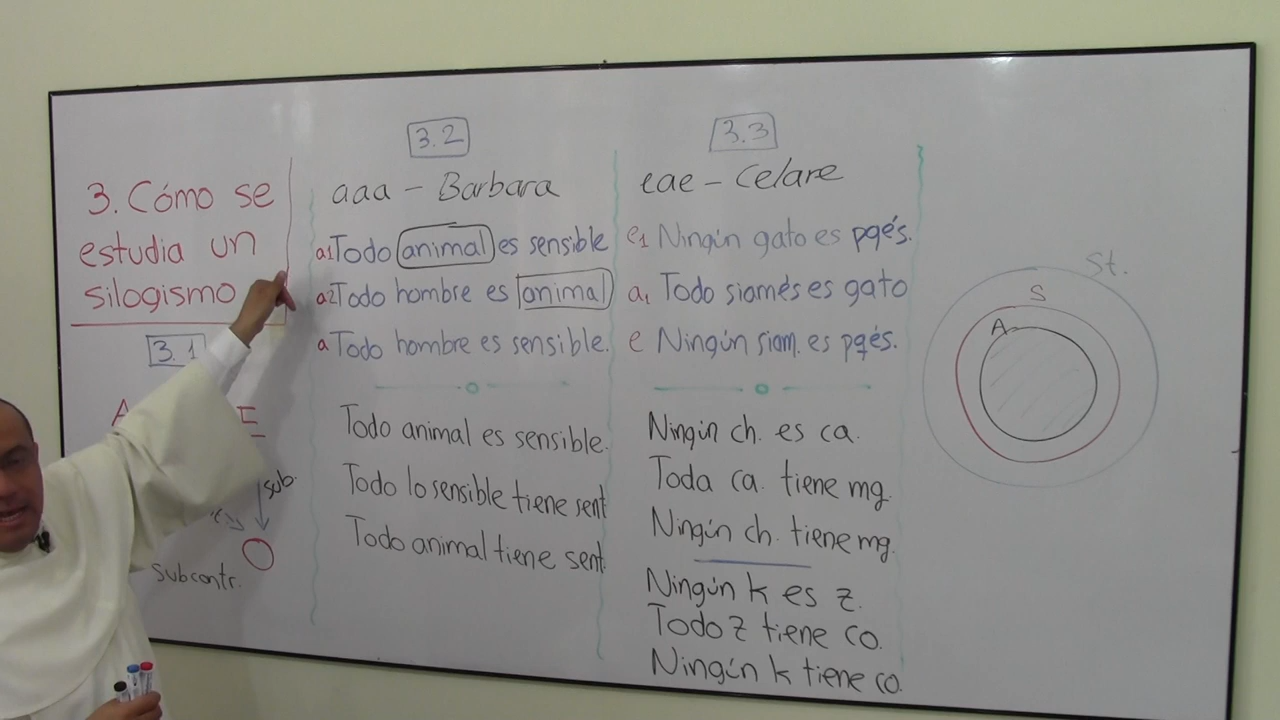 3. Cómo se
estudia un
silogismo
3.1
A E
sub.
subcontr.
3.2
aaa - Barbara
a1 Todo animal es sensible
a2 Todo hombre es animal
a Todo hombre es sensible.
Todo animal es sensible.
Todo lo sensible tiene sent
Todo animal tiene sent.
3.3
eae - Celare
e1 Ningún gato es pqés.
a1 Todo siamés es gato
e Ningún siam. es pqés.
Ningún ch. es ca.
Toda ca. tiene mg.
Ningún ch. tiene mg.
Ningún k es z.
Todo z tiene co.
Ningún k tiene co.
St.
S
A